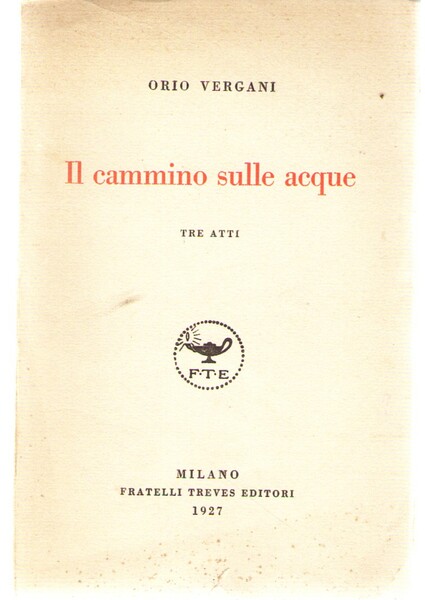 ORIO VERGANI
Il cammino sulle acque
TRE ATTI
F·T·E
MILANO
FRATELLI TREVES EDITORI
1927